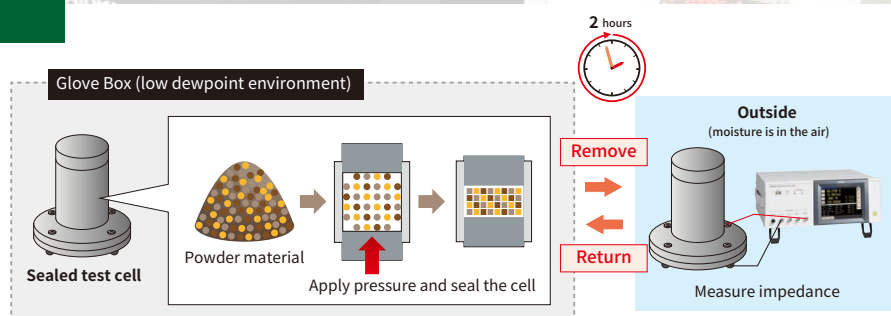 2 hours
Glove Box (low dewpoint environment)
Outside
(moisture is in the air)
Remove
Return
Powder material
Sealed test cell
Apply pressure and seal the cell
Measure impedance